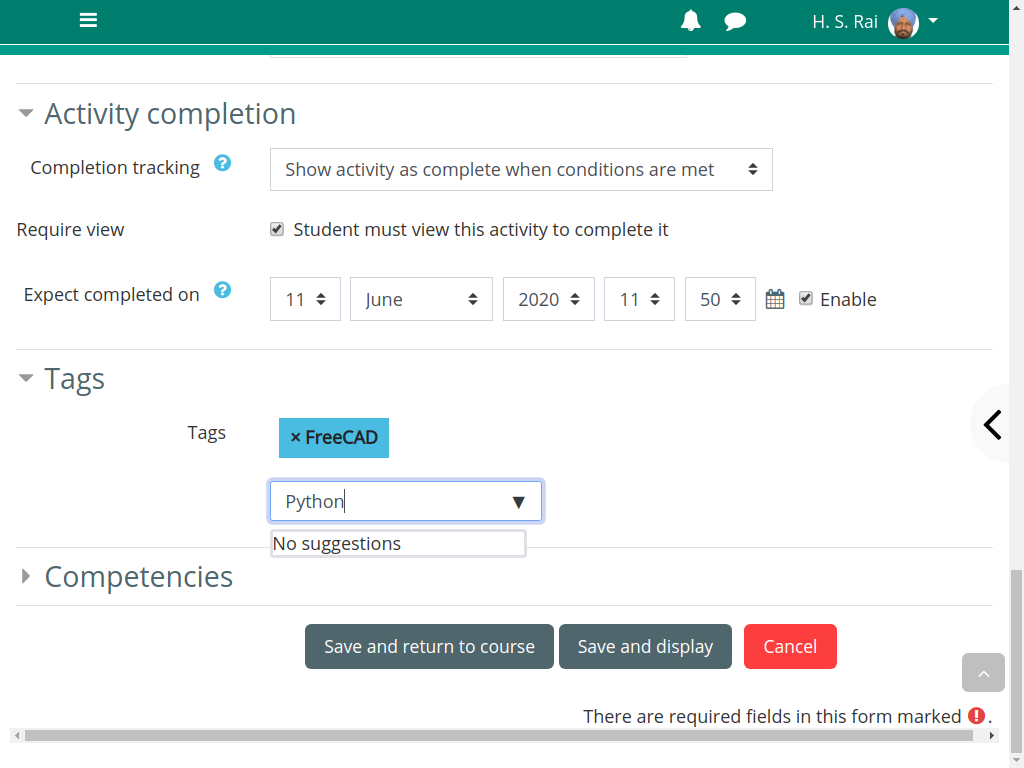 H. S. Rai
Activity completion
Completion tracking ? Show activity as complete when conditions are met
Require view Student must view this activity to complete it
Expect completed on ? 11 June 2020 11 50 Enable
Tags
Tags × FreeCAD
Python ▼
No suggestions
Competencies
Save and return to course Save and display Cancel
There are required fields in this form marked ! .